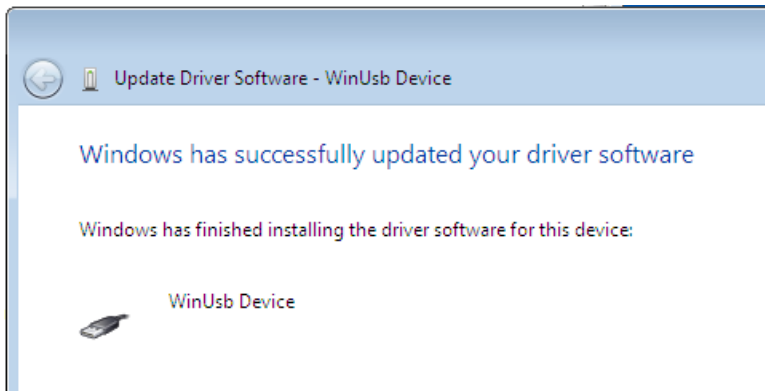 Update Driver Software - WinUsb Device
Windows has successfully updated your driver software
Windows has finished installing the driver software for this device:
WinUsb Device